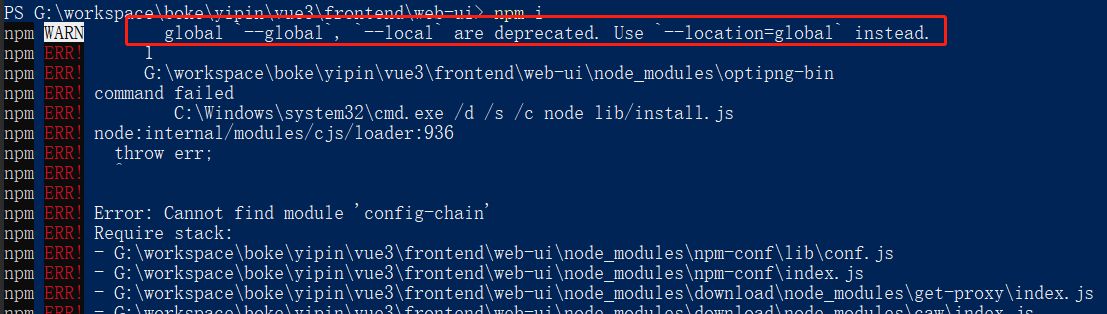 PS G:\workspace\boke\yipin\vue3\frontend\web-ui> npm i
npm WARN global `--global`, `--local` are deprecated. Use `--location=global` instead.
npm ERR! 1
npm ERR! G:\workspace\boke\yipin\vue3\frontend\web-ui\node_modules\optipng-bin
npm ERR! command failed
npm ERR! C:\Windows\system32\cmd.exe /d /s /c node lib/install.js
npm ERR! node:internal/modules/cjs/loader:936
npm ERR! throw err;
npm ERR! ^
npm ERR!
npm ERR! Error: Cannot find module 'config-chain'
npm ERR! Require stack:
npm ERR! - G:\workspace\boke\yipin\vue3\frontend\web-ui\node_modules\npm-conf\lib\conf.js
npm ERR! - G:\workspace\boke\yipin\vue3\frontend\web-ui\node_modules\npm-conf\index.js
npm ERR! - G:\workspace\boke\yipin\vue3\frontend\web-ui\node_modules\download\node_modules\get-proxy\index.js
npm ERR! - G:\workspace\boke\yipin\vue3\frontend\web-ui\node_modules\download\node_modules\caw\index.js